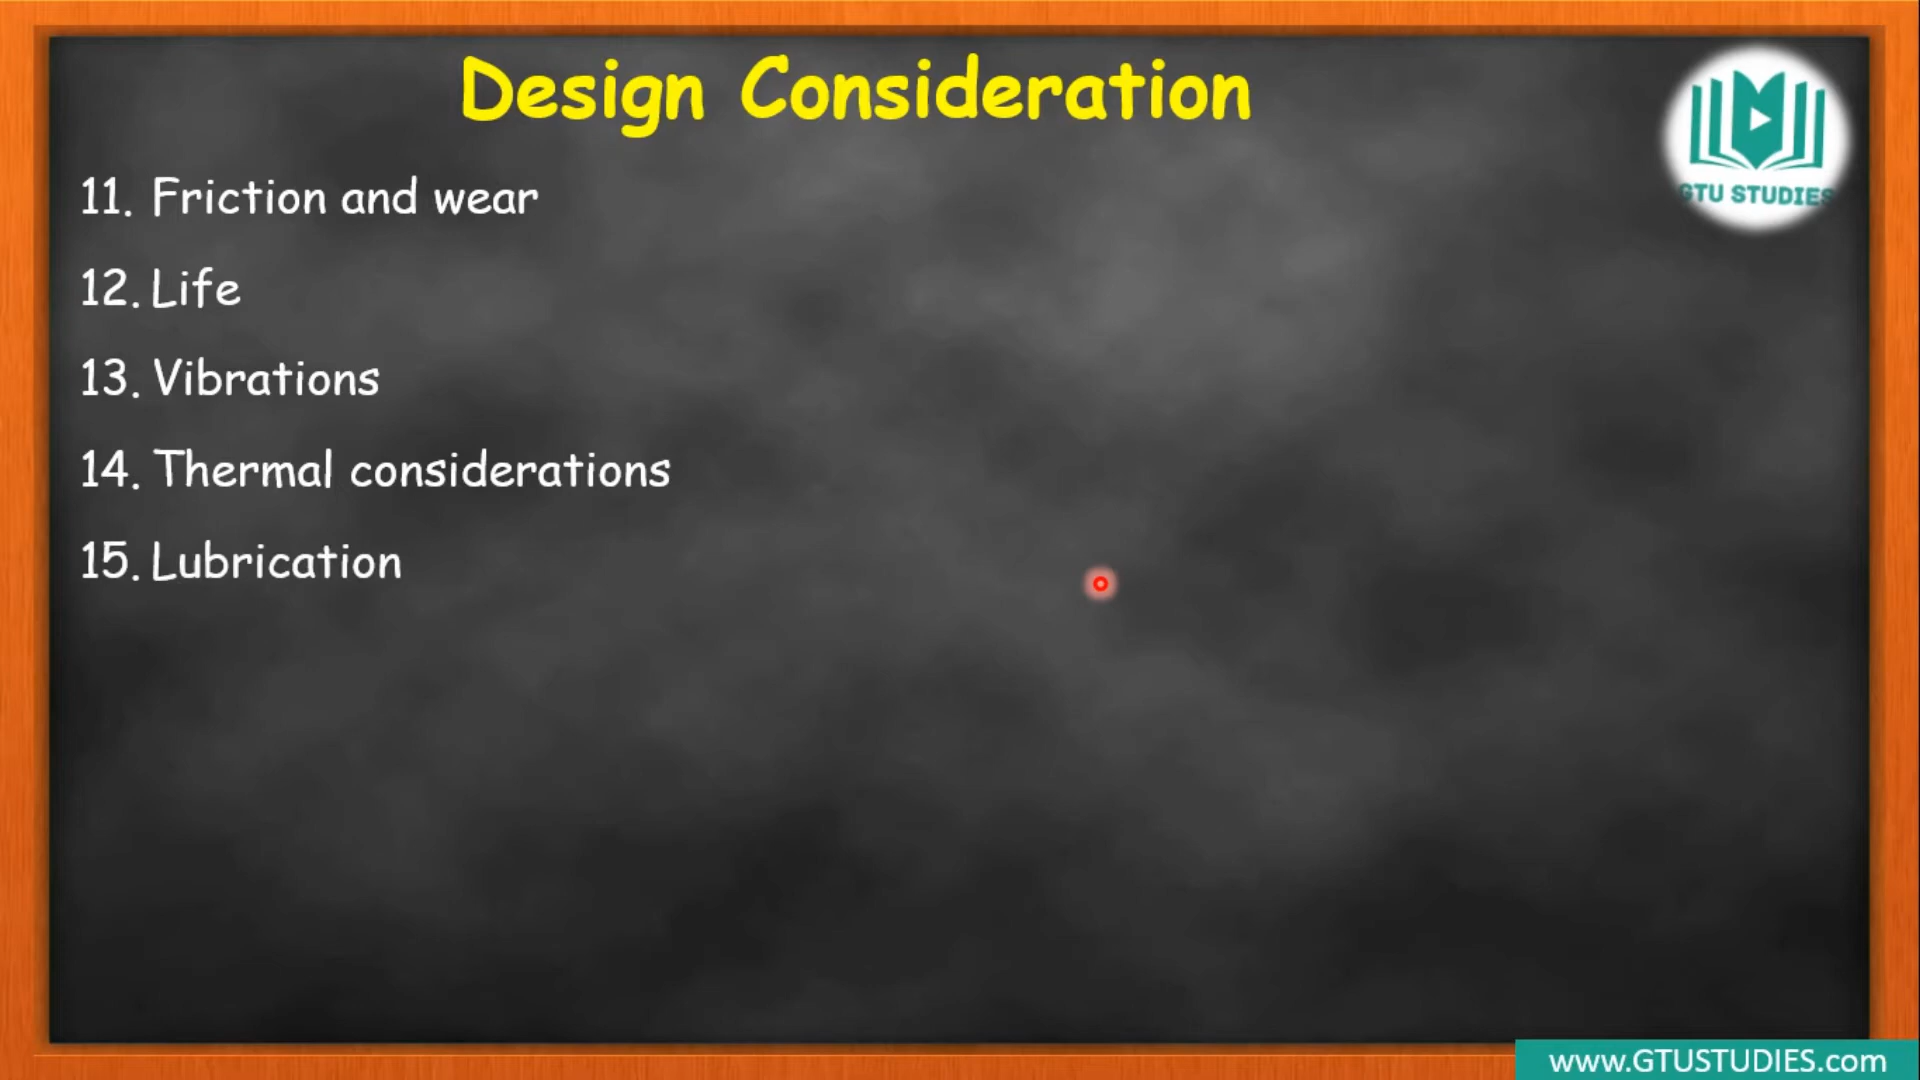 Design Consideration
GTU STUDIES
11. Friction and wear
12. Life
13. Vibrations
14. Thermal considerations
15. Lubrication
www.GTUSTUDIES.com